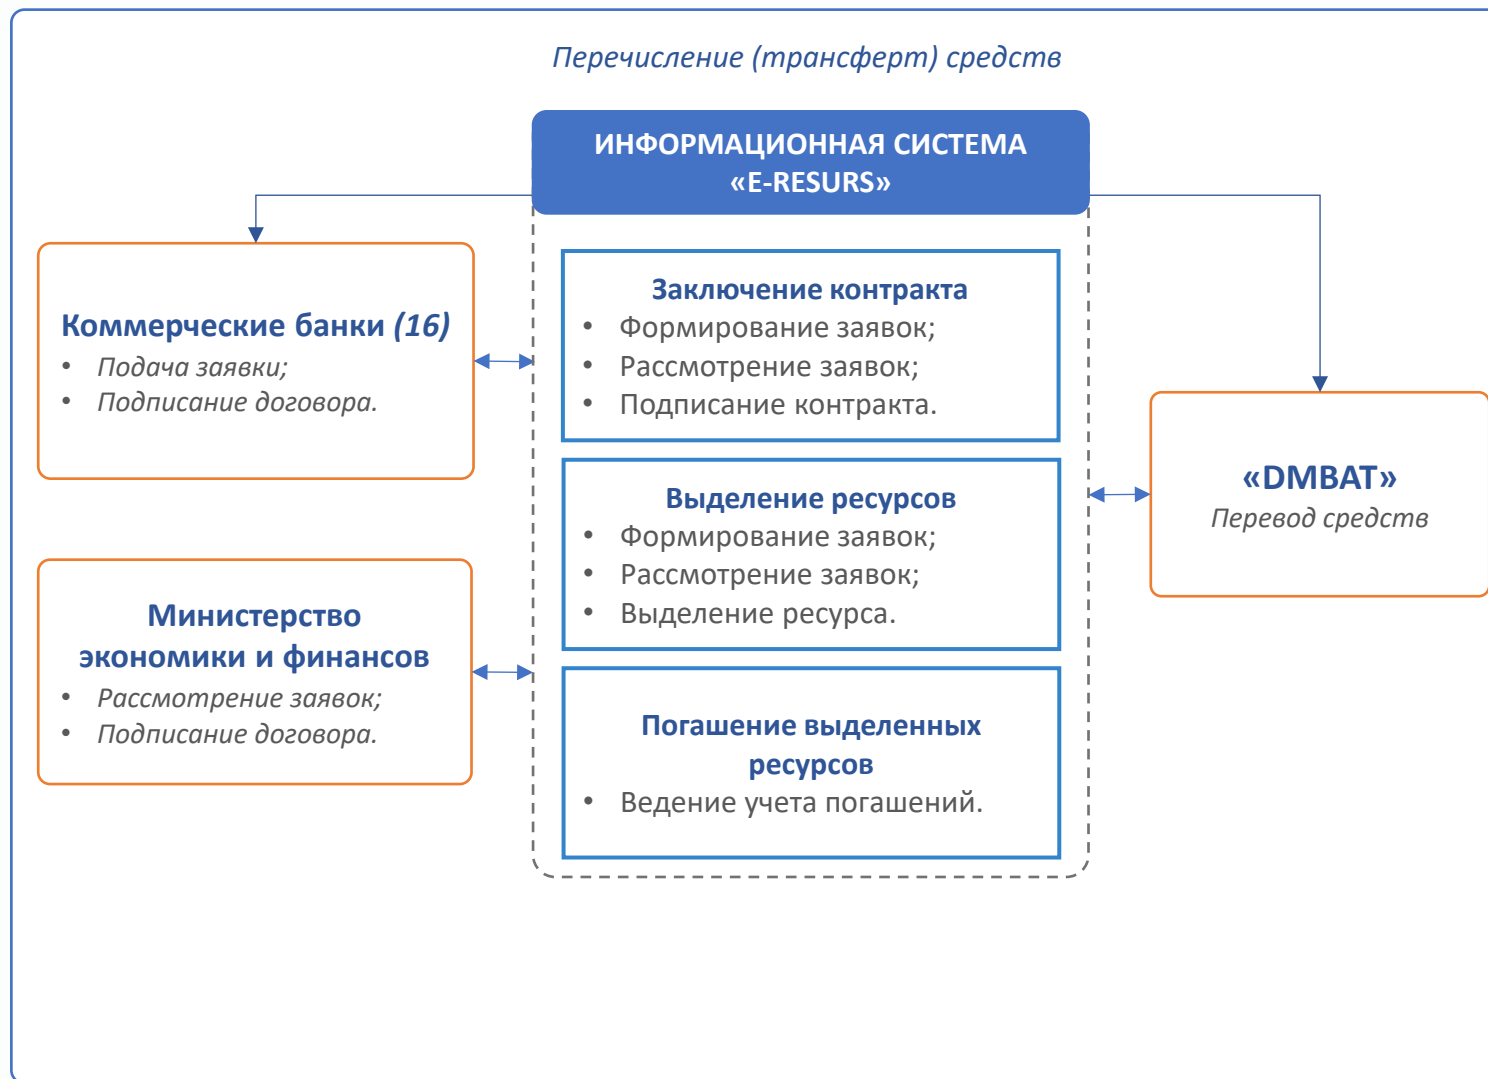 Перечисление (трансферт) средств
ИНФОРМАЦИОННАЯ СИСТЕМА
«E-RESURS»
Коммерческие банки (16)
• Подача заявки;
• Подписание договора.
Министерство
экономики и финансов
• Рассмотрение заявок;
• Подписание договора.
Заключение контракта
• Формирование заявок;
• Рассмотрение заявок;
• Подписание контракта.
Выделение ресурсов
• Формирование заявок;
• Рассмотрение заявок;
• Выделение ресурса.
Погашение выделенных
ресурсов
• Ведение учета погашений.
«DMBAT»
Перевод средств